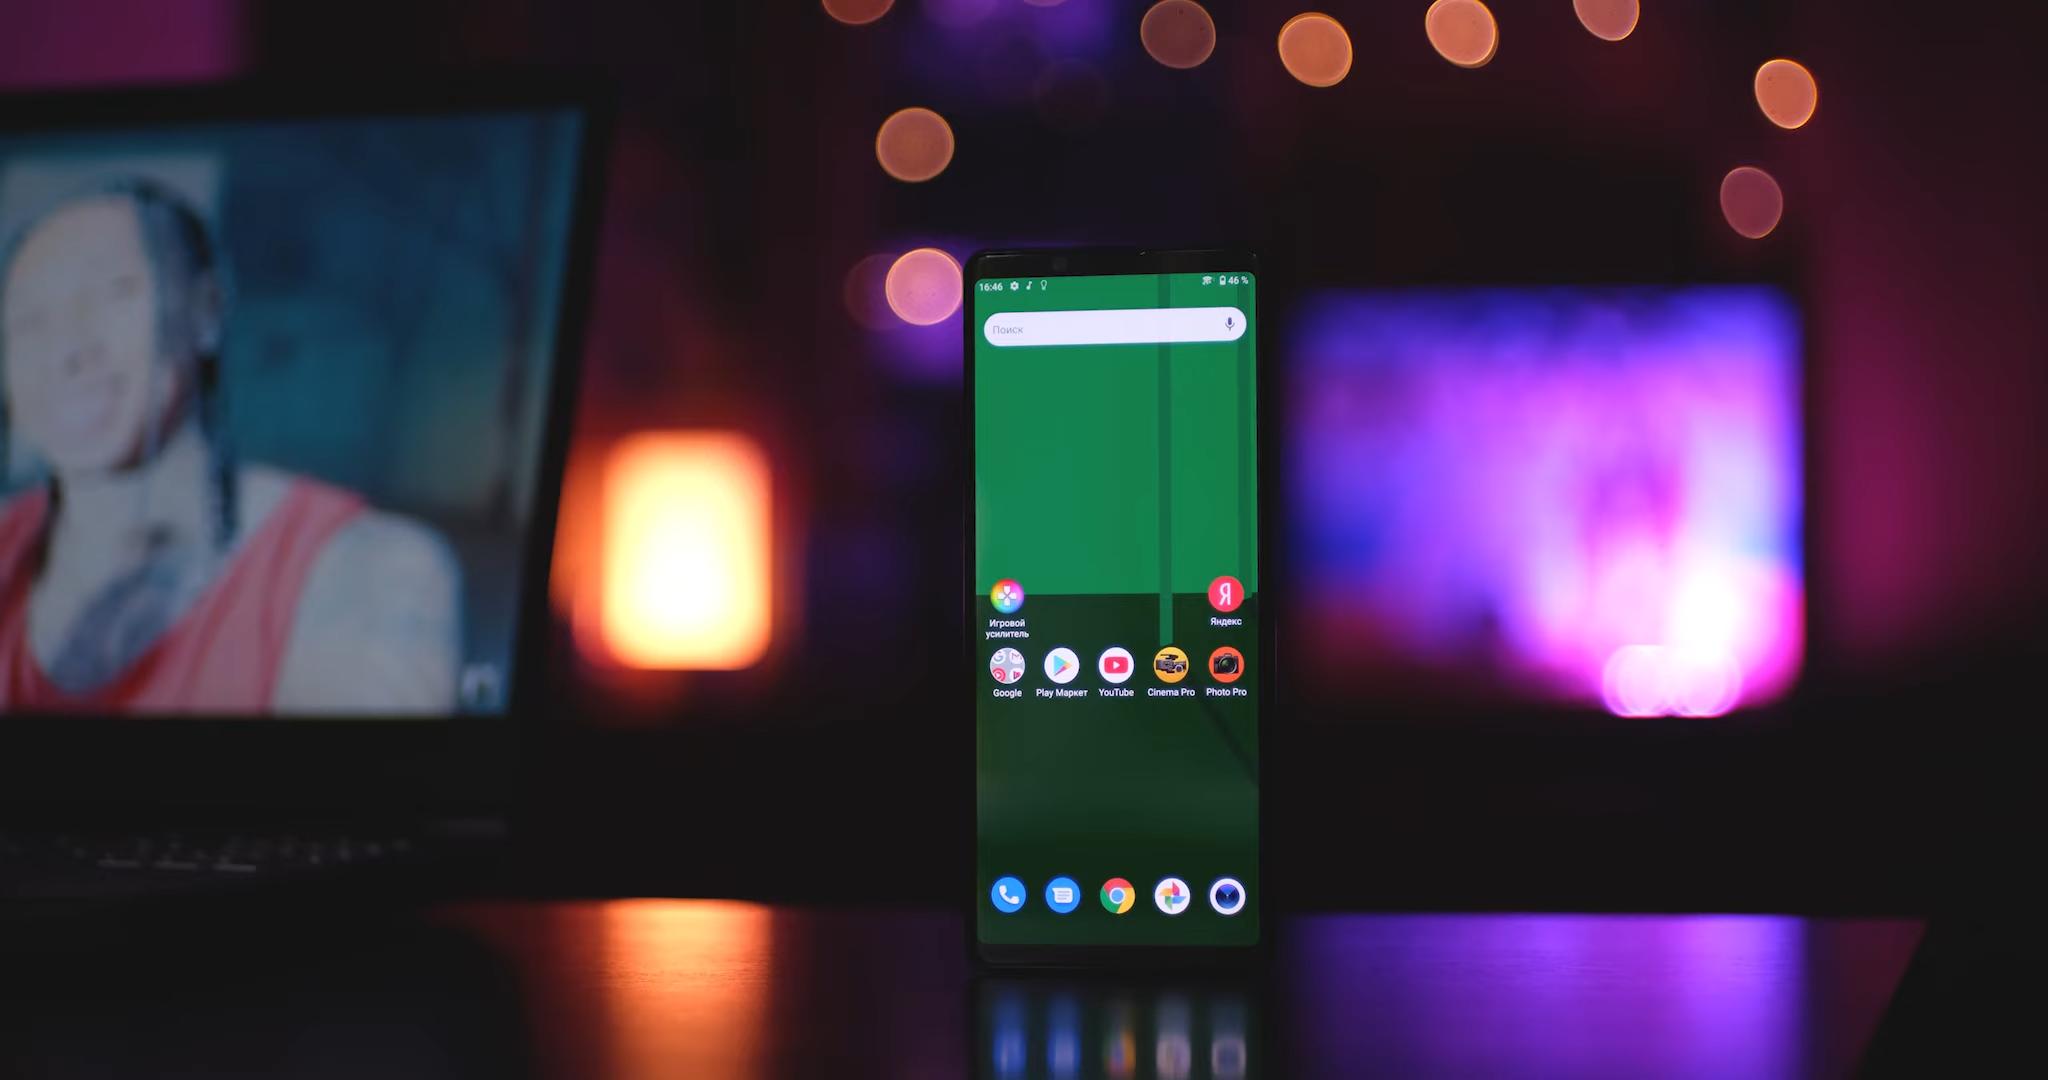 16:46 46 %
Поиск
Я
Игровой
усилитель
Яндекс
Google Play Маркет YouTube Cinema Pro Photo Pro